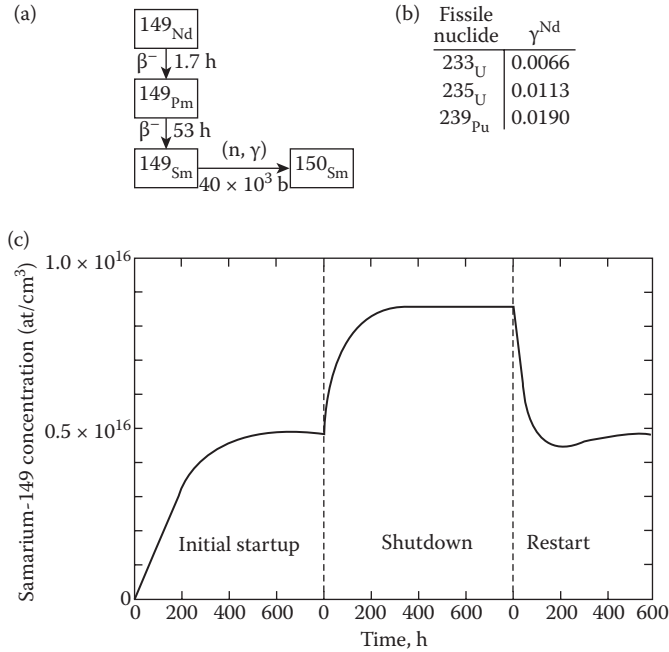 (a)
149Nd
β− 1.7 h
149Pm
β− 53 h
149Sm
(n, γ)
40 × 10³ b
150Sm
(b)
Fissile nuclide γNd
233U 0.0066
235U 0.0113
239Pu 0.0190
(c)
Samarium-149 concentration (at/cm³)
1.0 × 10¹⁶
0.5 × 10¹⁶
0
Initial startup
Shutdown
Restart
0 200 400 600 0 200 400 600 0 200 400 600
Time, h